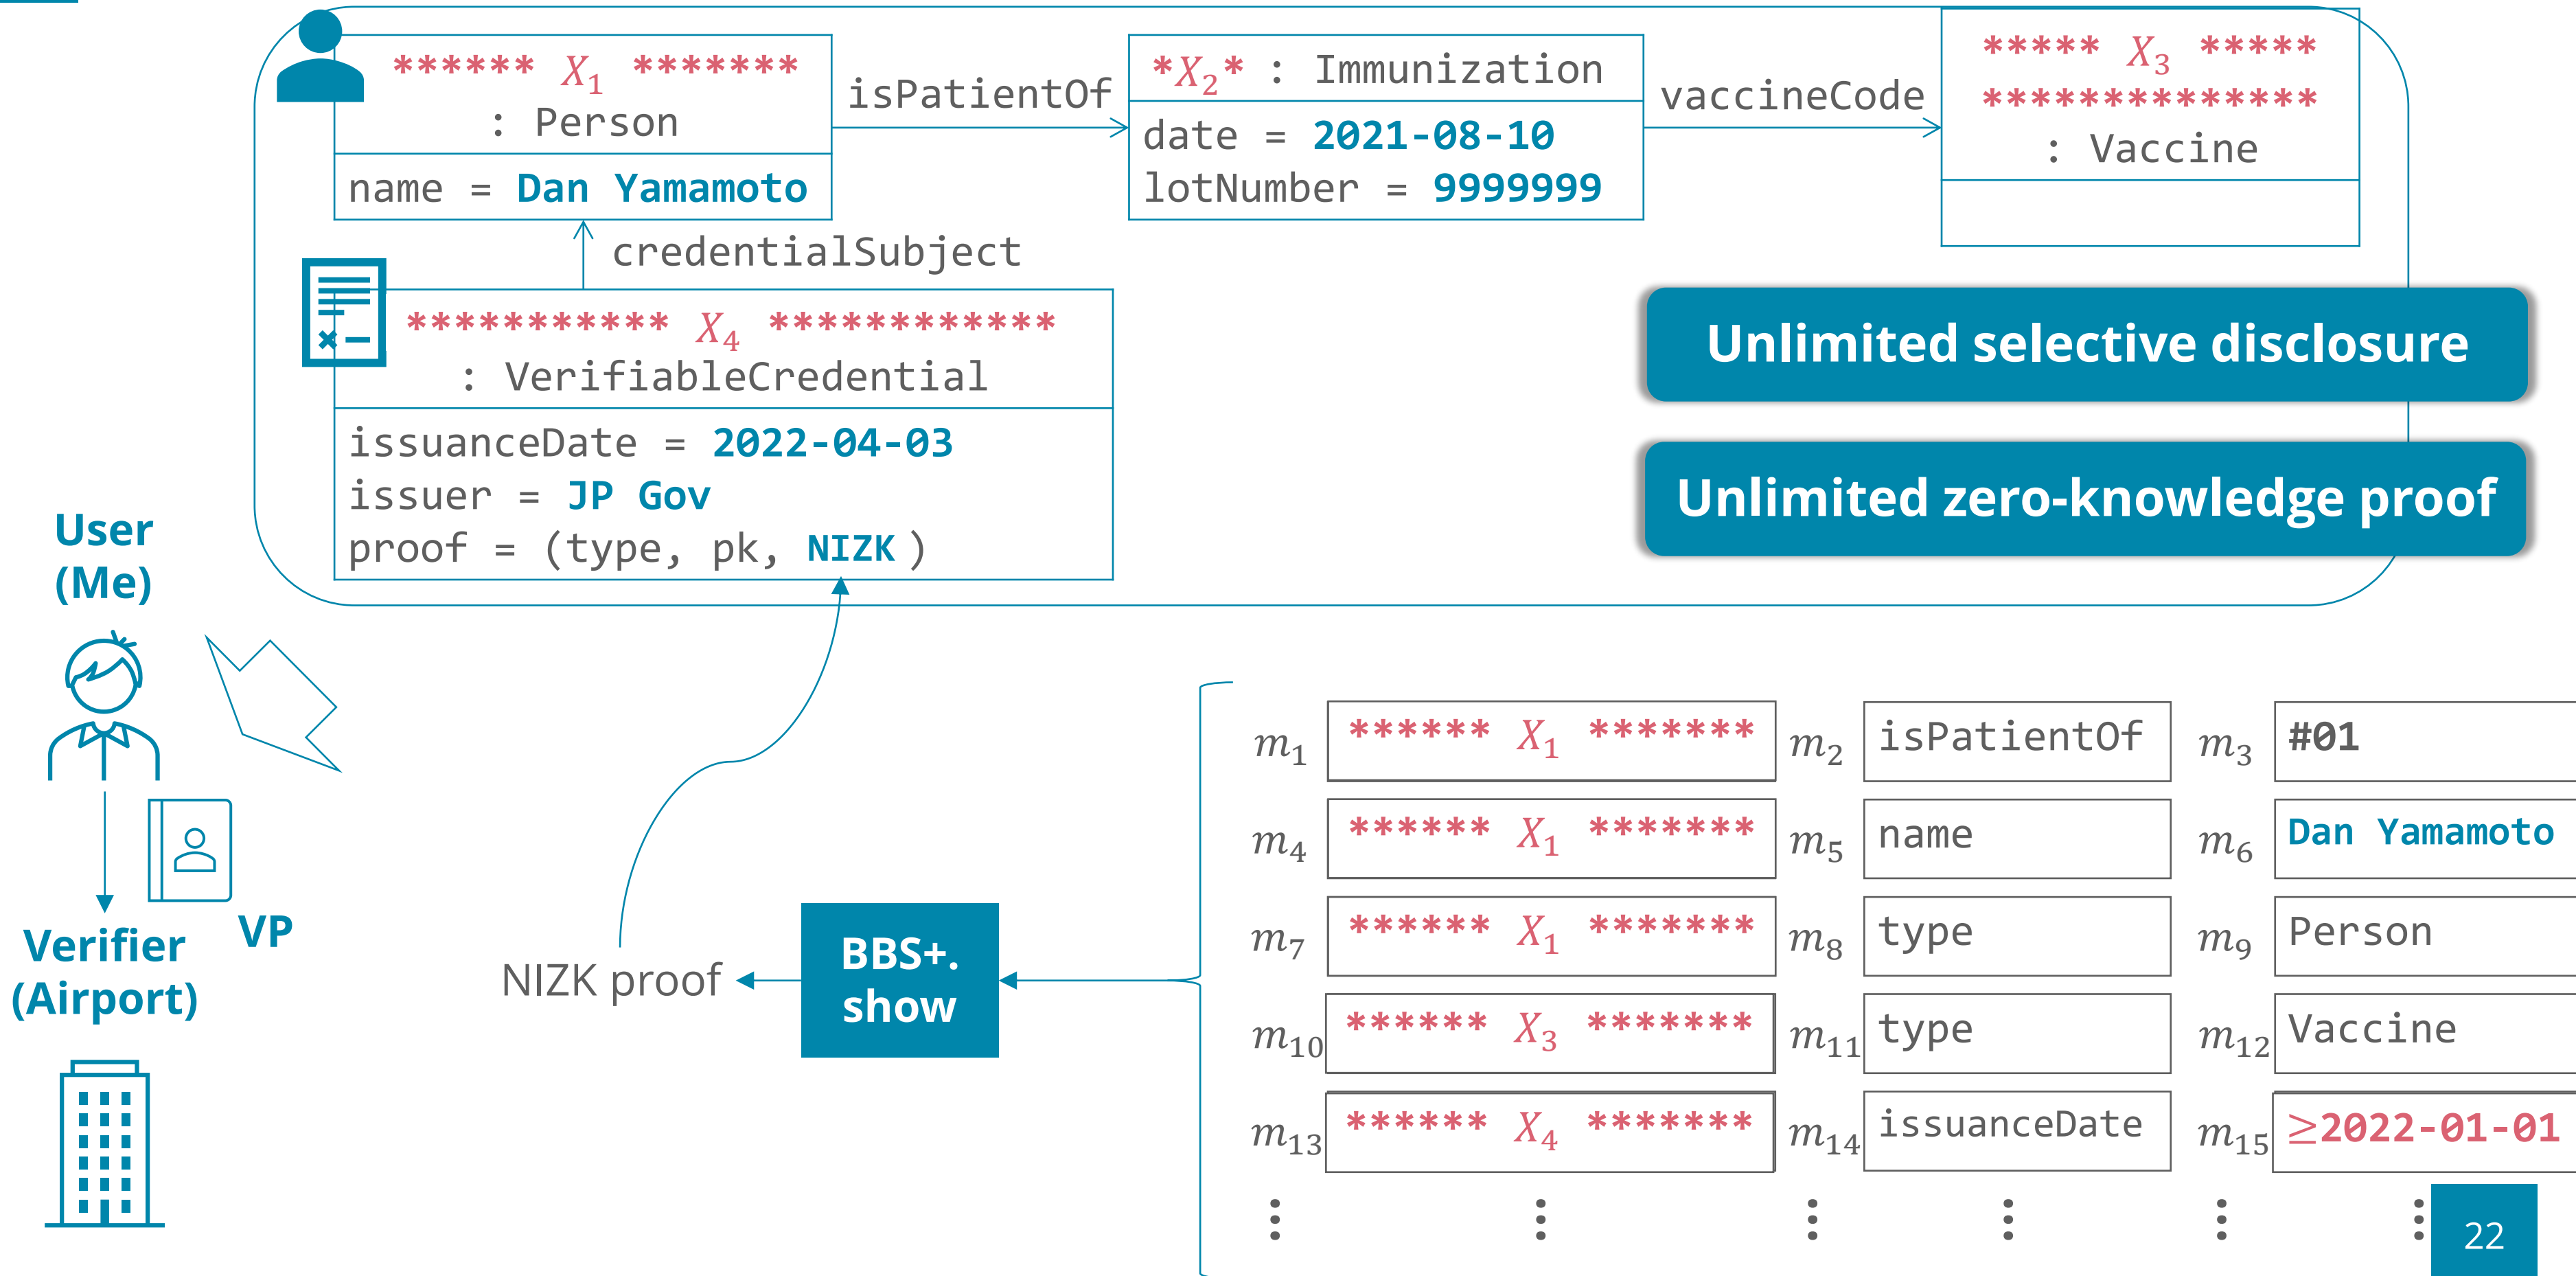 ****** X₁ *******
: Person
name = Dan Yamamoto
isPatientOf
*X₂* : Immunization
date = 2021-08-10
lotNumber = 9999999
vaccineCode
***** X₃ *****
**************
: Vaccine
credentialSubject
*********** X₄ ************
: VerifiableCredential
issuanceDate = 2022-04-03
issuer = JP Gov
proof = (type, pk, NIZK )
Unlimited selective disclosure
Unlimited zero-knowledge proof
User
(Me)
VP
Verifier
(Airport)
NIZK proof
BBS+.
show
m₁ ****** X₁ ******* m₂ isPatientOf m₃ #01
m₄ ****** X₁ ******* m₅ name m₆ Dan Yamamoto
m₇ ****** X₁ ******* m₈ type m₉ Person
m₁₀ ****** X₃ ******* m₁₁ type m₁₂ Vaccine
m₁₃ ****** X₄ ******* m₁₄ issuanceDate m₁₅ ≥2022-01-01
⋮ ⋮ ⋮ ⋮ ⋮ ⋮
22